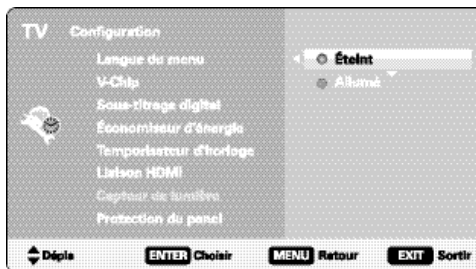 TV Configuration
Langue du menu
Éteint
V-Chip
Allumé
Sous-titrage digital
Économiseur d'énergie
Temporisateur d'horloge
Liaison HDMI
Capteur de lumière
Protection du panel
Dépla ENTER Choisir MENU Retour EXIT Sortir